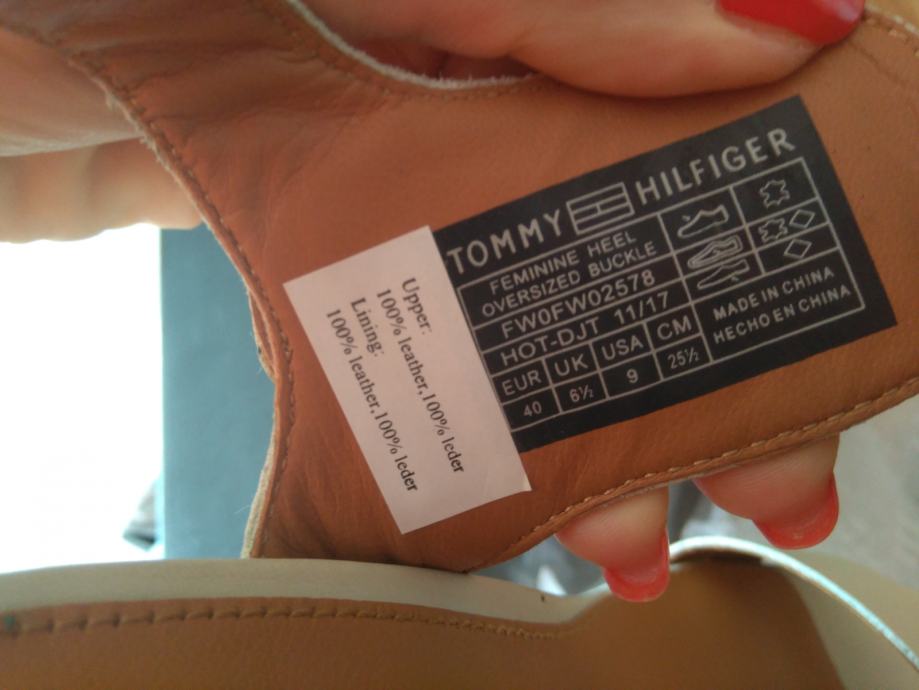 TOMMY HILFIGER
FEMININE HEEL
OVERSIZED BUCKLE
FW0FW02578
HOT-DJT 11/17
EUR UK USA CM
40 6½ 9 25½
MADE IN CHINA
HECHO EN CHINA
Upper:
100% leather,100% leder
Lining:
100% leather,100% leder